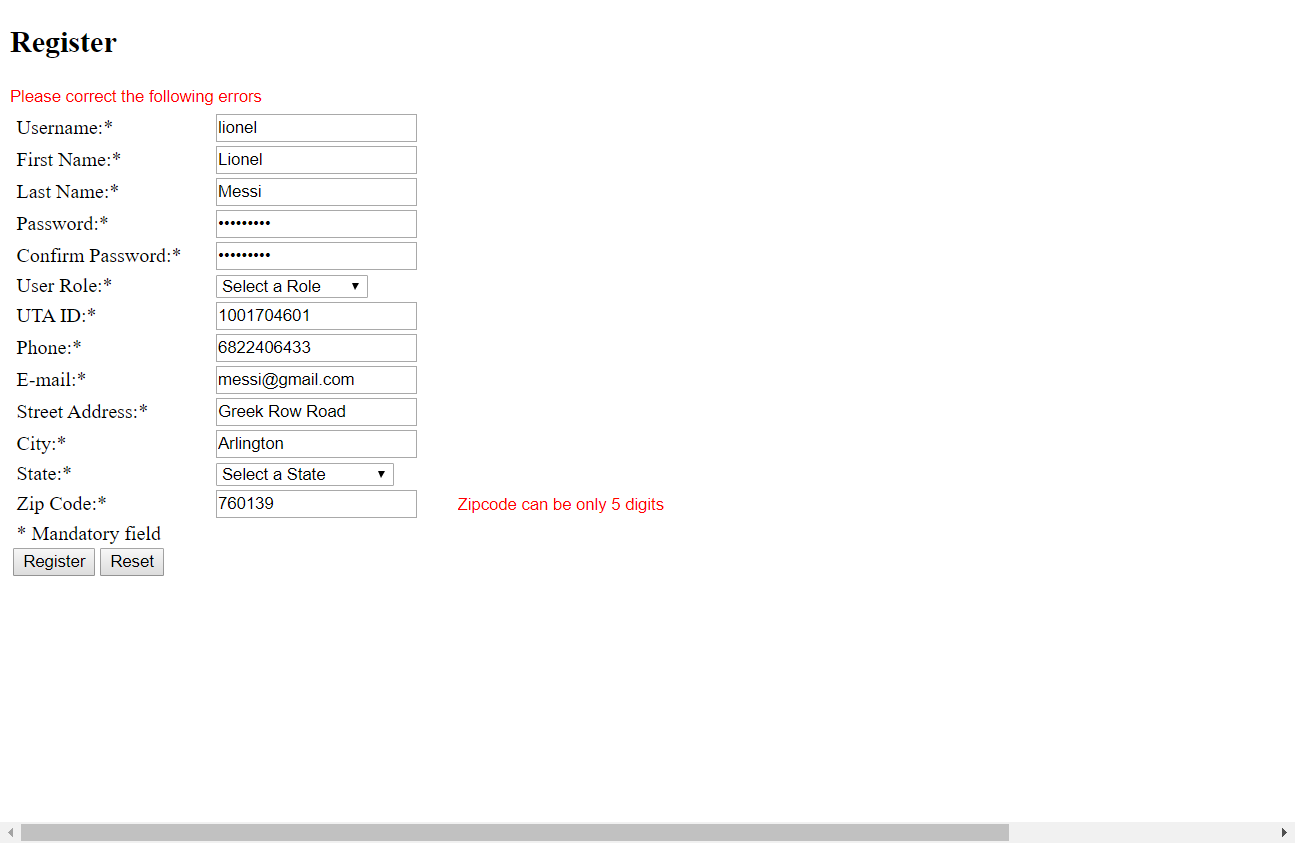 Register
Please correct the following errors
Username:* lionel
First Name:* Lionel
Last Name:* Messi
Password:* •••••••••
Confirm Password:* •••••••••
User Role:* Select a Role
UTA ID:* 1001704601
Phone:* 6822406433
E-mail:* messi@gmail.com
Street Address:* Greek Row Road
City:* Arlington
State:* Select a State
Zip Code:* 760139 Zipcode can be only 5 digits
* Mandatory field
Register Reset